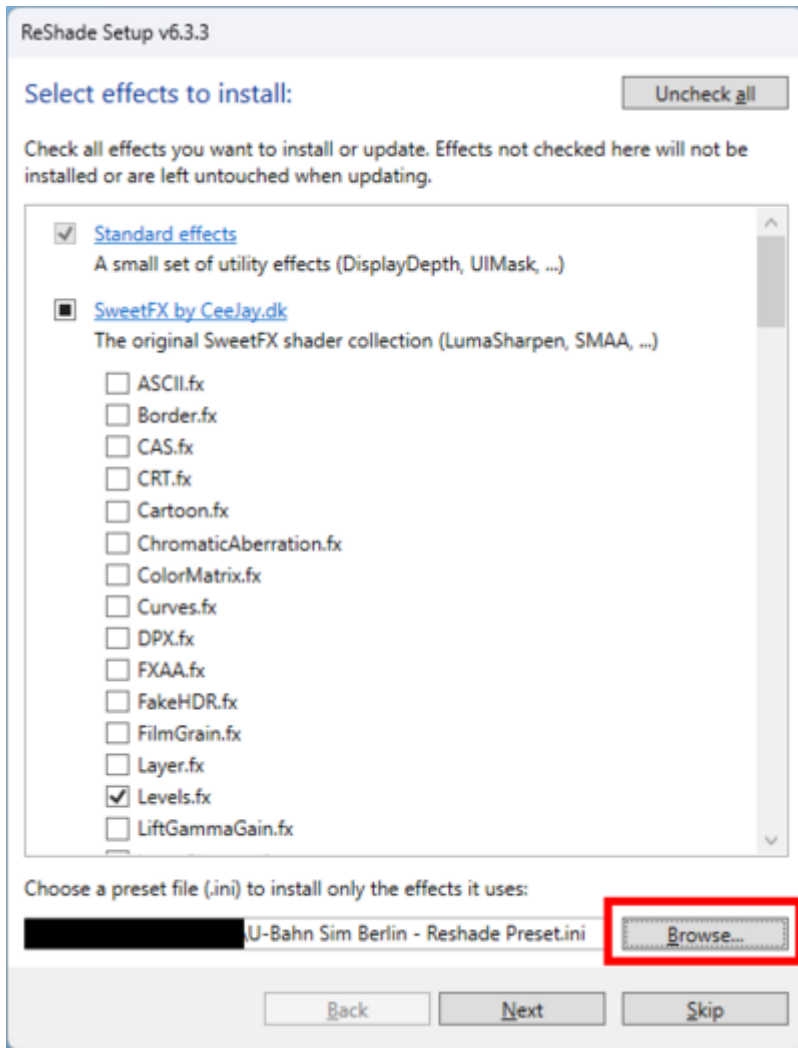 ReShade Setup v6.3.3
Select effects to install:
Uncheck all
Check all effects you want to install or update. Effects not checked here will not be
installed or are left untouched when updating.
Standard effects
A small set of utility effects (DisplayDepth, UIMask, ...)
SweetFX by CeeJay.dk
The original SweetFX shader collection (LumaSharpen, SMAA, ...)
ASCII.fx
Border.fx
CAS.fx
CRT.fx
Cartoon.fx
ChromaticAberration.fx
ColorMatrix.fx
Curves.fx
DPX.fx
FXAA.fx
FakeHDR.fx
FilmGrain.fx
Layer.fx
Levels.fx
LiftGammaGain.fx
Choose a preset file (.ini) to install only the effects it uses:
\U-Bahn Sim Berlin - Reshade Preset.ini
Browse...
Back
Next
Skip